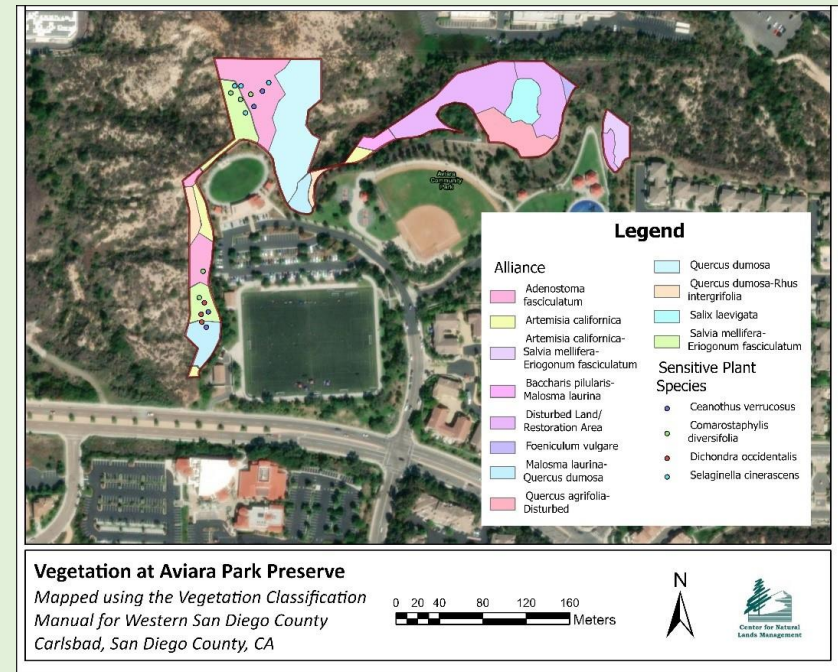 Aviara
Community
Park
Legend
Alliance
Adenostoma
fasciculatum
Artemisia californica
Artemisia californica-
Salvia mellifera-
Eriogonum fasciculatum
Baccharis pilularis-
Malosma laurina
Disturbed Land/
Restoration Area
Foeniculum vulgare
Malosma laurina-
Quercus dumosa
Quercus agrifolia-
Disturbed
Quercus dumosa
Quercus dumosa-Rhus
intergrifolia
Salix laevigata
Salvia mellifera-
Eriogonum fasciculatum
Sensitive Plant
Species
Ceanothus verrucosus
Comarostaphylis
diversifolia
Dichondra occidentalis
Selaginella cinerascens
Vegetation at Aviara Park Preserve
Mapped using the Vegetation Classification
Manual for Western San Diego County
Carlsbad, San Diego County, CA
0 20 40 80 120 160
Meters
N
Center for Natural
Lands Management